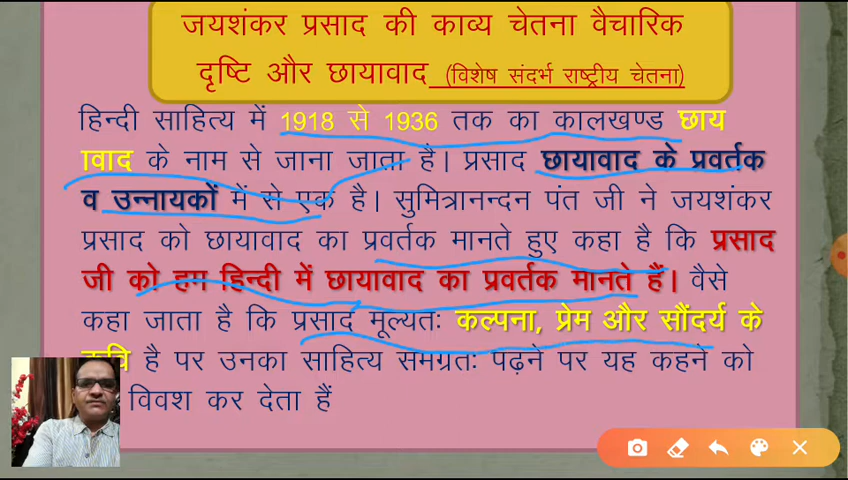 जयशंकर प्रसाद की काव्य चेतना वैचारिक
दृष्टि और छायावाद (विशेष संदर्भ राष्ट्रीय चेतना)
हिन्दी साहित्य में 1918 से 1936 तक का कालखण्ड छाय
ावाद के नाम से जाना जाता है। प्रसाद छायावाद के प्रवर्तक
व उन्नायकों में से एक है। सुमित्रानन्दन पंत जी ने जयशंकर
प्रसाद को छायावाद का प्रवर्तक मानते हुए कहा है कि प्रसाद
जी को हम हिन्दी में छायावाद का प्रवर्तक मानते हैं। वैसे
कहा जाता है कि प्रसाद मूल्यतः कल्पना, प्रेम और सौंदर्य के
कवि है पर उनका साहित्य समग्रतः पढ़ने पर यह कहने को
विवश कर देता हैं